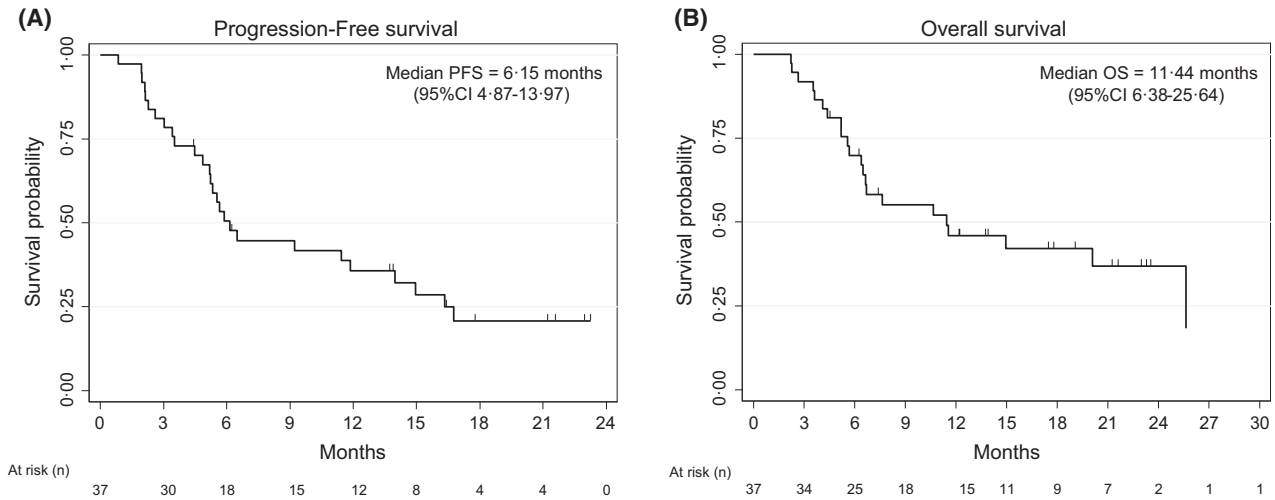 (A)
Progression-Free survival
Median PFS = 6·15 months
(95%CI 4·87-13·97)
Survival probability
1·00
0·75
0·50
0·25
0·00
0 3 6 9 12 15 18 21 24
Months
At risk (n)
37 30 18 15 12 8 4 4 0
(B)
Overall survival
Median OS = 11·44 months
(95%CI 6·38-25·64)
Survival probability
1·00
0·75
0·50
0·25
0·00
0 3 6 9 12 15 18 21 24 27 30
Months
At risk (n)
37 34 25 18 15 11 9 7 2 1 1